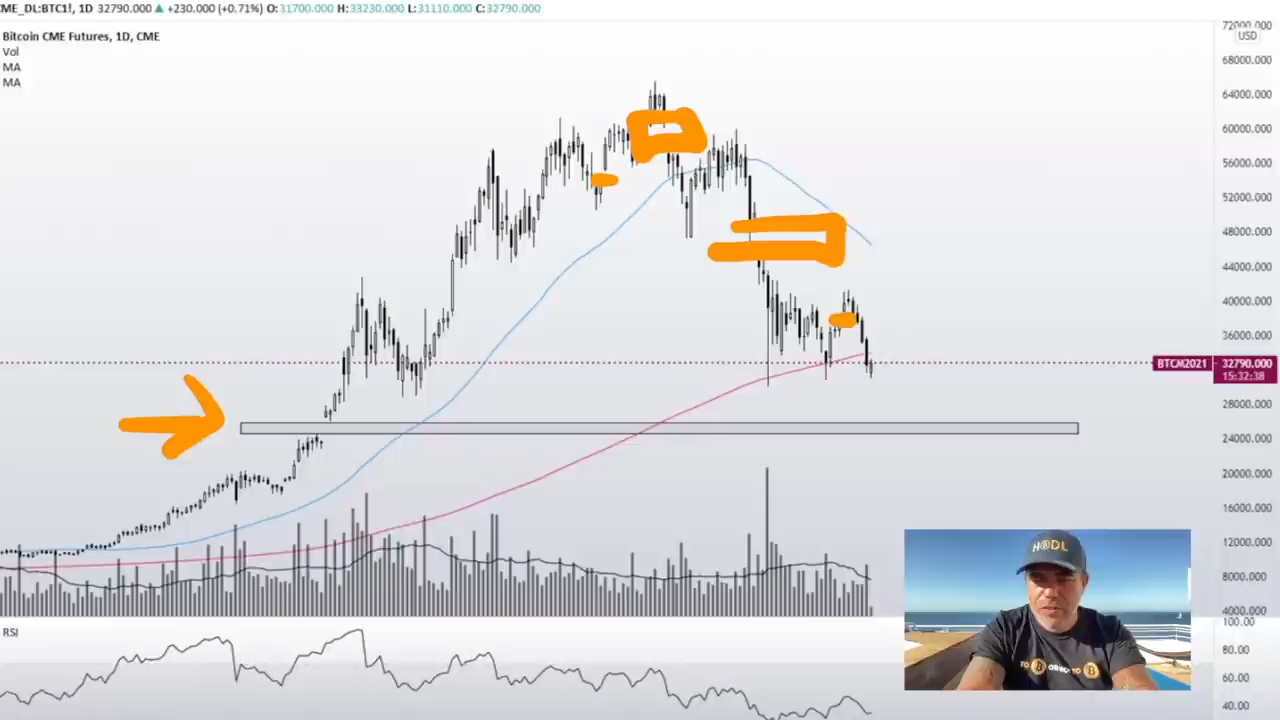 CME_DL:BTC1!, 1D 32790.000 ▲ +230.000 (+0.71%) O:31700.000 H:33230.000 L:31110.000 C:32790.000
Bitcoin CME Futures, 1D, CME
Vol
MA
MA
72000.000
USD
68000.000
64000.000
60000.000
56000.000
52000.000
48000.000
44000.000
40000.000
36000.000
BTCM2021 32790.000
15:32:38
28000.000
24000.000
20000.000
16000.000
12000.000
8000.000
4000.000
RSI
100.00
80.00
60.00
40.00
HODL
TO